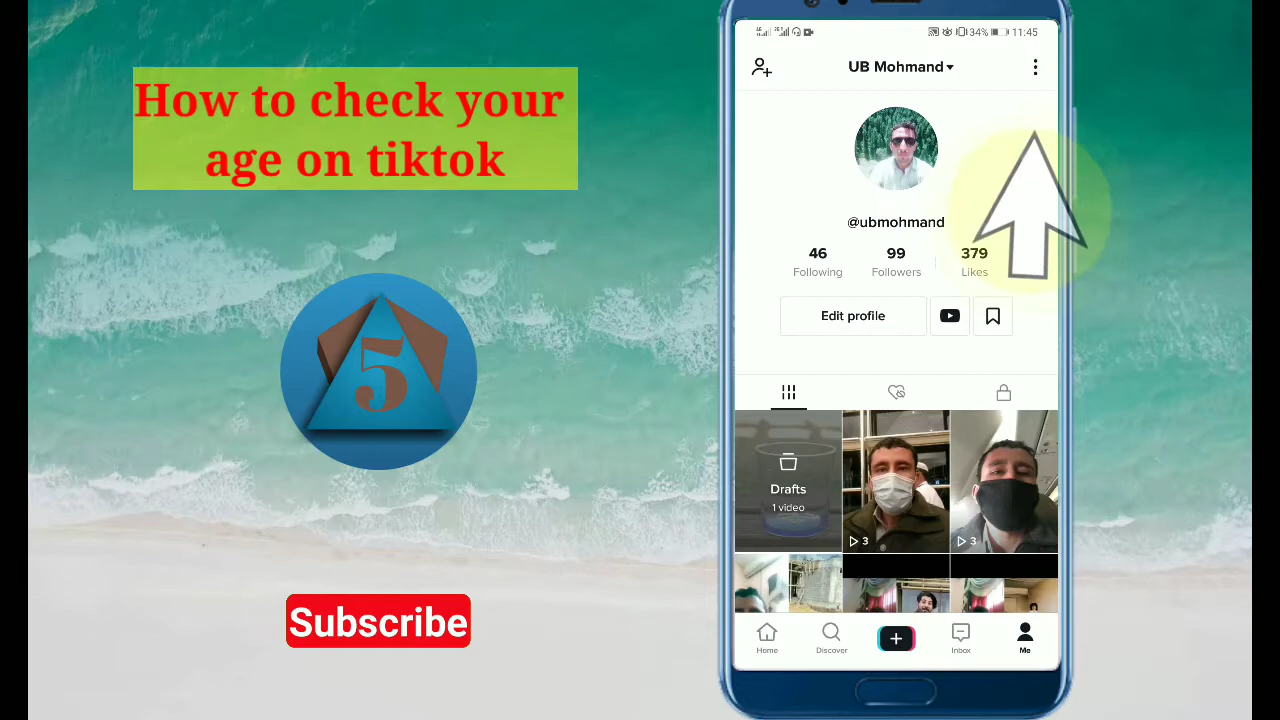 How to check your
age on tiktok
5
Subscribe
34% 11:45
UB Mohmand
@ubmohmand
46 99 379
Following Followers Likes
Edit profile
Drafts
1 video
3 3
Home Discover Inbox Me